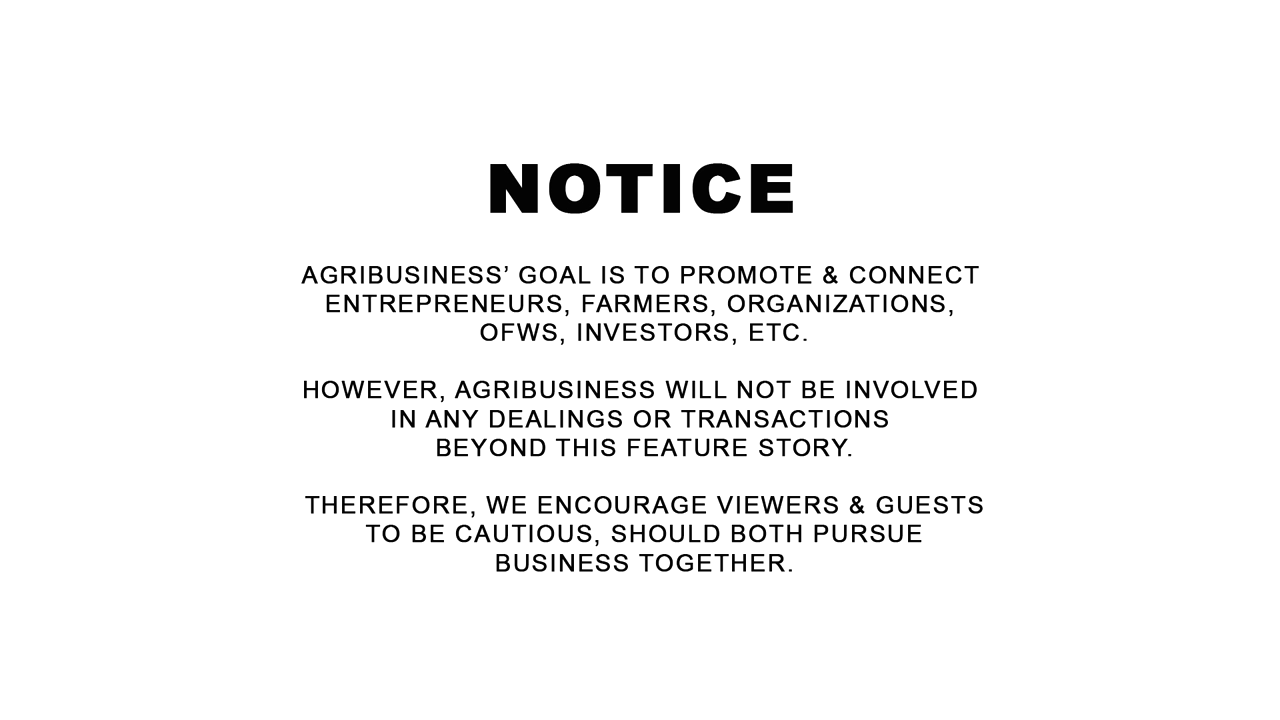 NOTICE
AGRIBUSINESS’ GOAL IS TO PROMOTE & CONNECT
ENTREPRENEURS, FARMERS, ORGANIZATIONS,
OFWS, INVESTORS, ETC.
HOWEVER, AGRIBUSINESS WILL NOT BE INVOLVED
IN ANY DEALINGS OR TRANSACTIONS
BEYOND THIS FEATURE STORY.
THEREFORE, WE ENCOURAGE VIEWERS & GUESTS
TO BE CAUTIOUS, SHOULD BOTH PURSUE
BUSINESS TOGETHER.